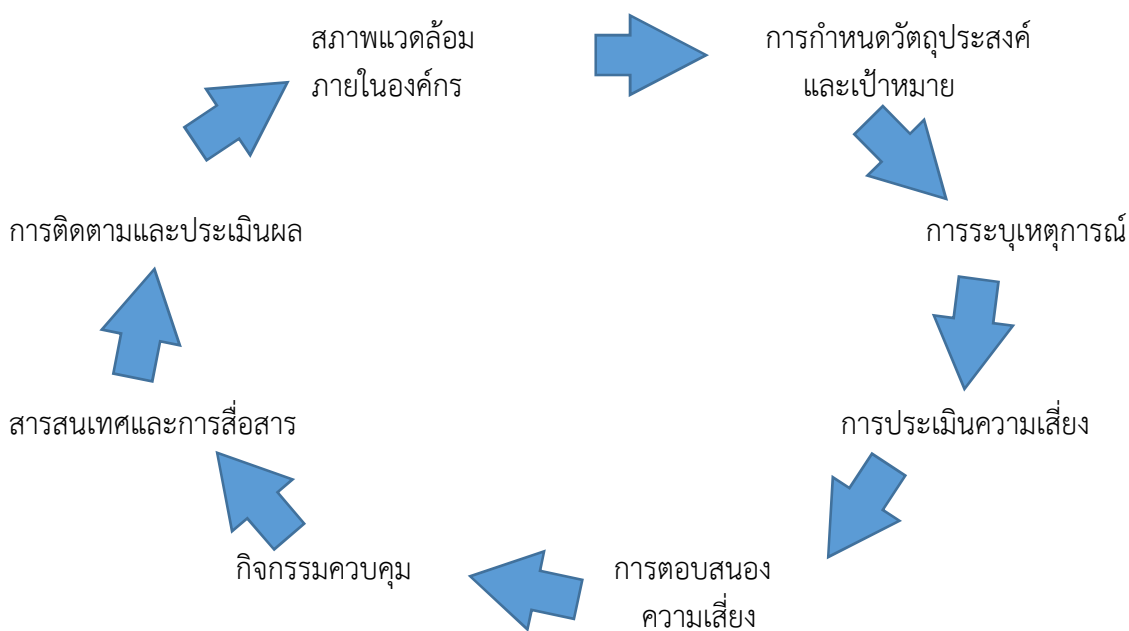 สภาพแวดล้อม
ภายในองค์กร
การกำหนดวัตถุประสงค์
และเป้าหมาย
การระบุเหตุการณ์
การประเมินความเสี่ยง
การตอบสนอง
ความเสี่ยง
กิจกรรมควบคุม
สารสนเทศและการสื่อสาร
การติดตามและประเมินผล